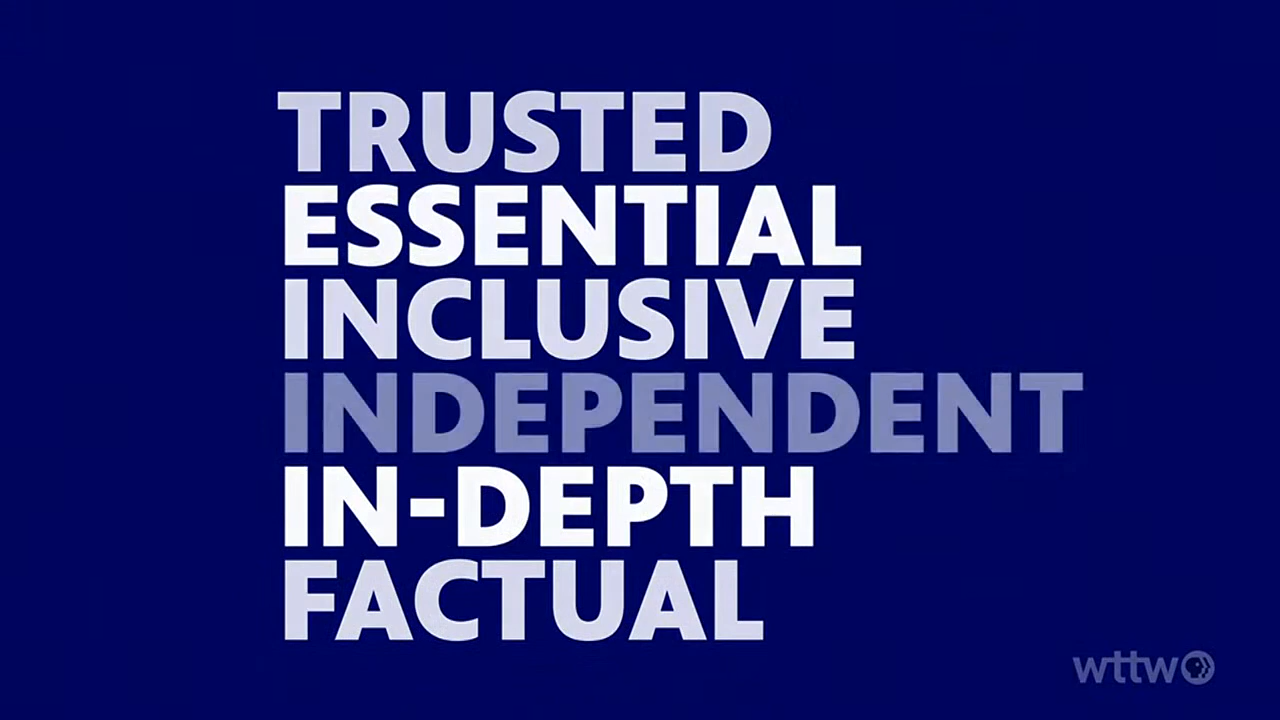 TRUSTED
ESSENTIAL
INCLUSIVE
INDEPENDENT
IN-DEPTH
FACTUAL
wttw